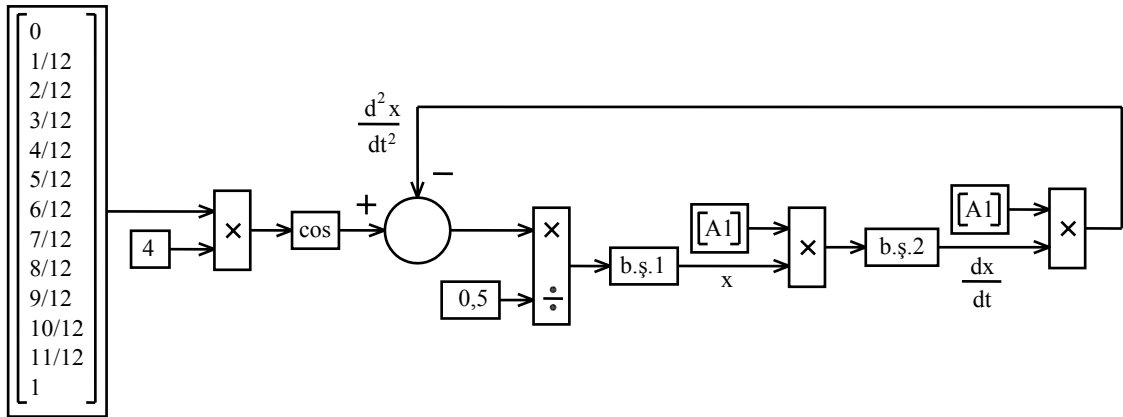 0
1/12
2/12
3/12
4/12
5/12
6/12
7/12
8/12
9/12
10/12
11/12
1
4
×
cos
+
d²x
dt²
−
×
÷
0,5
b.ş.1
x
[A1]
×
b.ş.2
dx
dt
[A1]
×